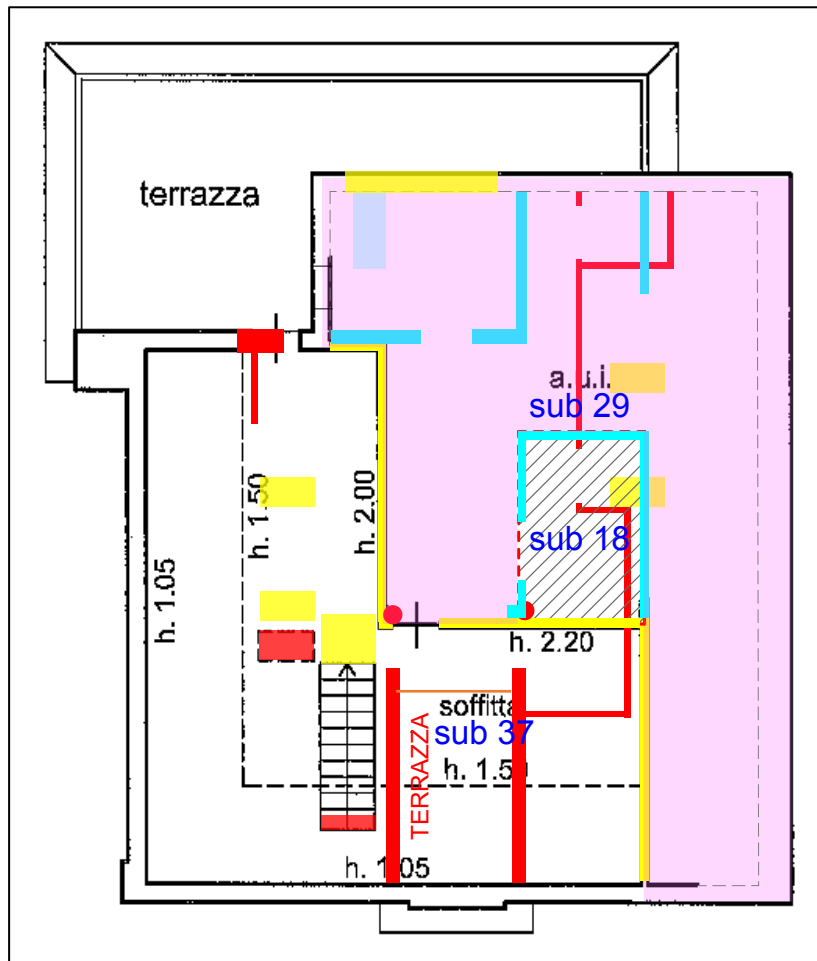 terrazza
a.u.i.
sub 29
h. 1.50
h. 2.00
sub 18
h. 1.05
h. 2.20
soffitta
sub 37
TERRAZZA
h. 1.50
h. 1.05